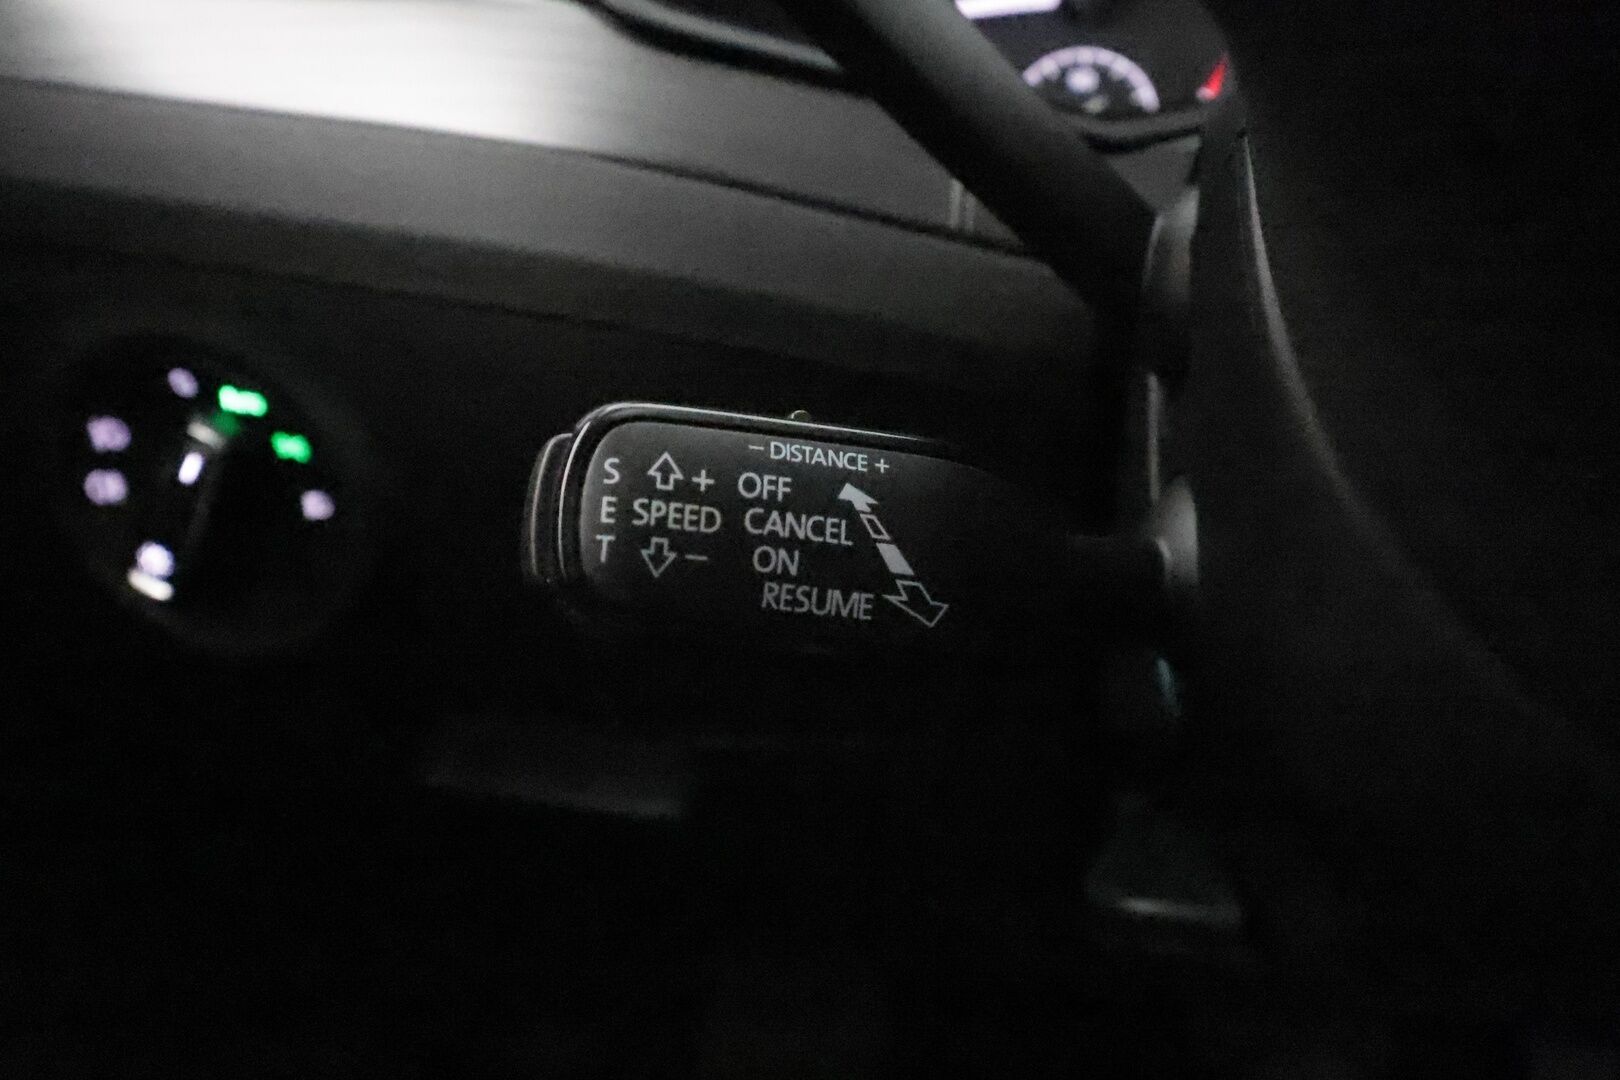 − DISTANCE +
S + OFF
E SPEED CANCEL
T − ON
RESUME